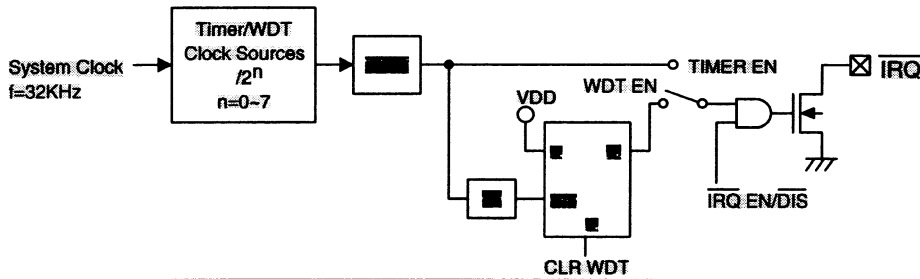 Timer/WDT
Clock Sources
/2ⁿ
n=0~7
System Clock
f=32KHz
TIMER EN
IRQ
WDT EN
VDD
IRQ EN/DIS
CLR WDT